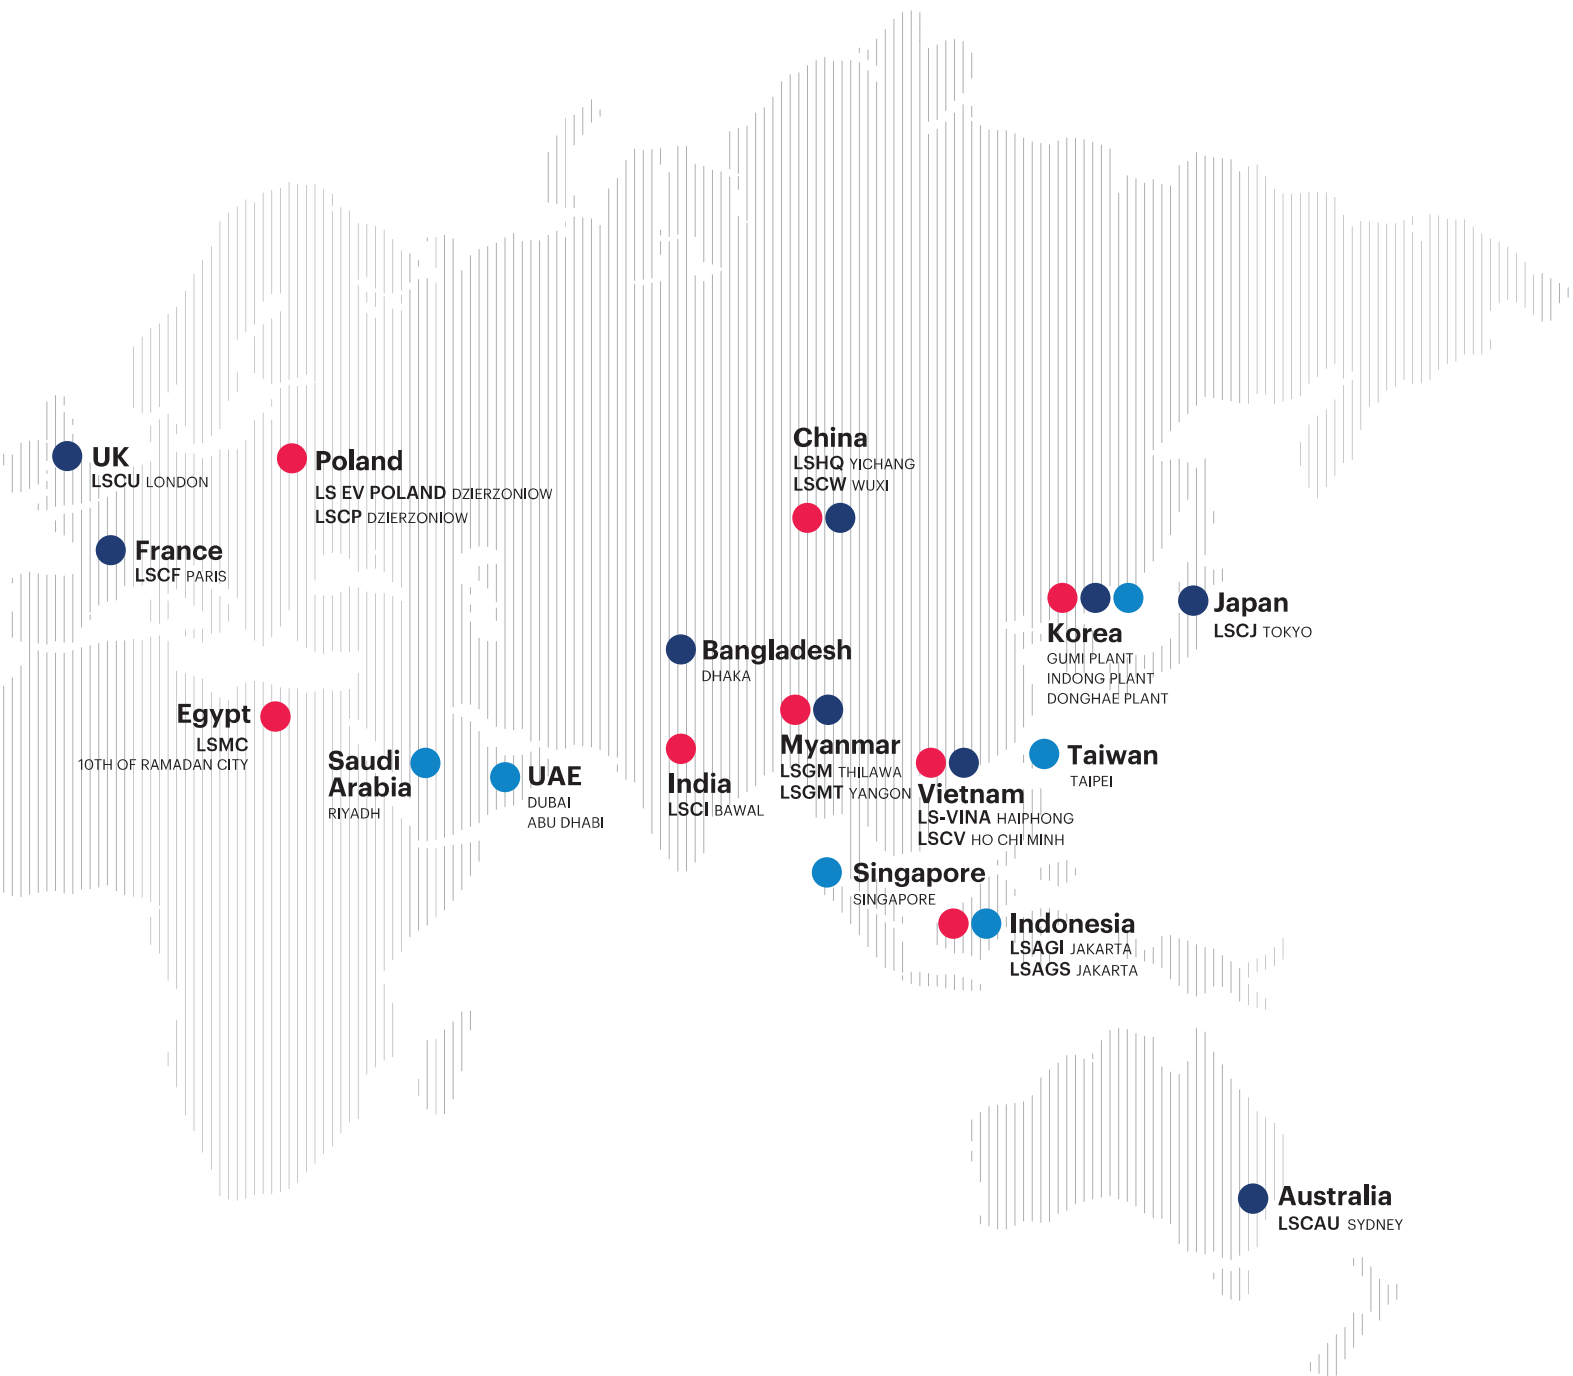 UK
LSCU LONDON
France
LSCF PARIS
Poland
LS EV POLAND DZIERZONIOW
LSCP DZIERZONIOW
Egypt
LSMC
10TH OF RAMADAN CITY
Saudi
Arabia
RIYADH
UAE
DUBAI
ABU DHABI
China
LSHQ YICHANG
LSCW WUXI
Bangladesh
DHAKA
India
LSCI BAWAL
Myanmar
LSGM THILAWA
LSGMT YANGON
Vietnam
LS-VINA HAIPHONG
LSCV HO CHI MINH
Korea
GUMI PLANT
INDONG PLANT
DONGHAE PLANT
Japan
LSCJ TOKYO
Taiwan
TAIPEI
Singapore
SINGAPORE
Indonesia
LSAGI JAKARTA
LSAGS JAKARTA
Australia
LSCAU SYDNEY